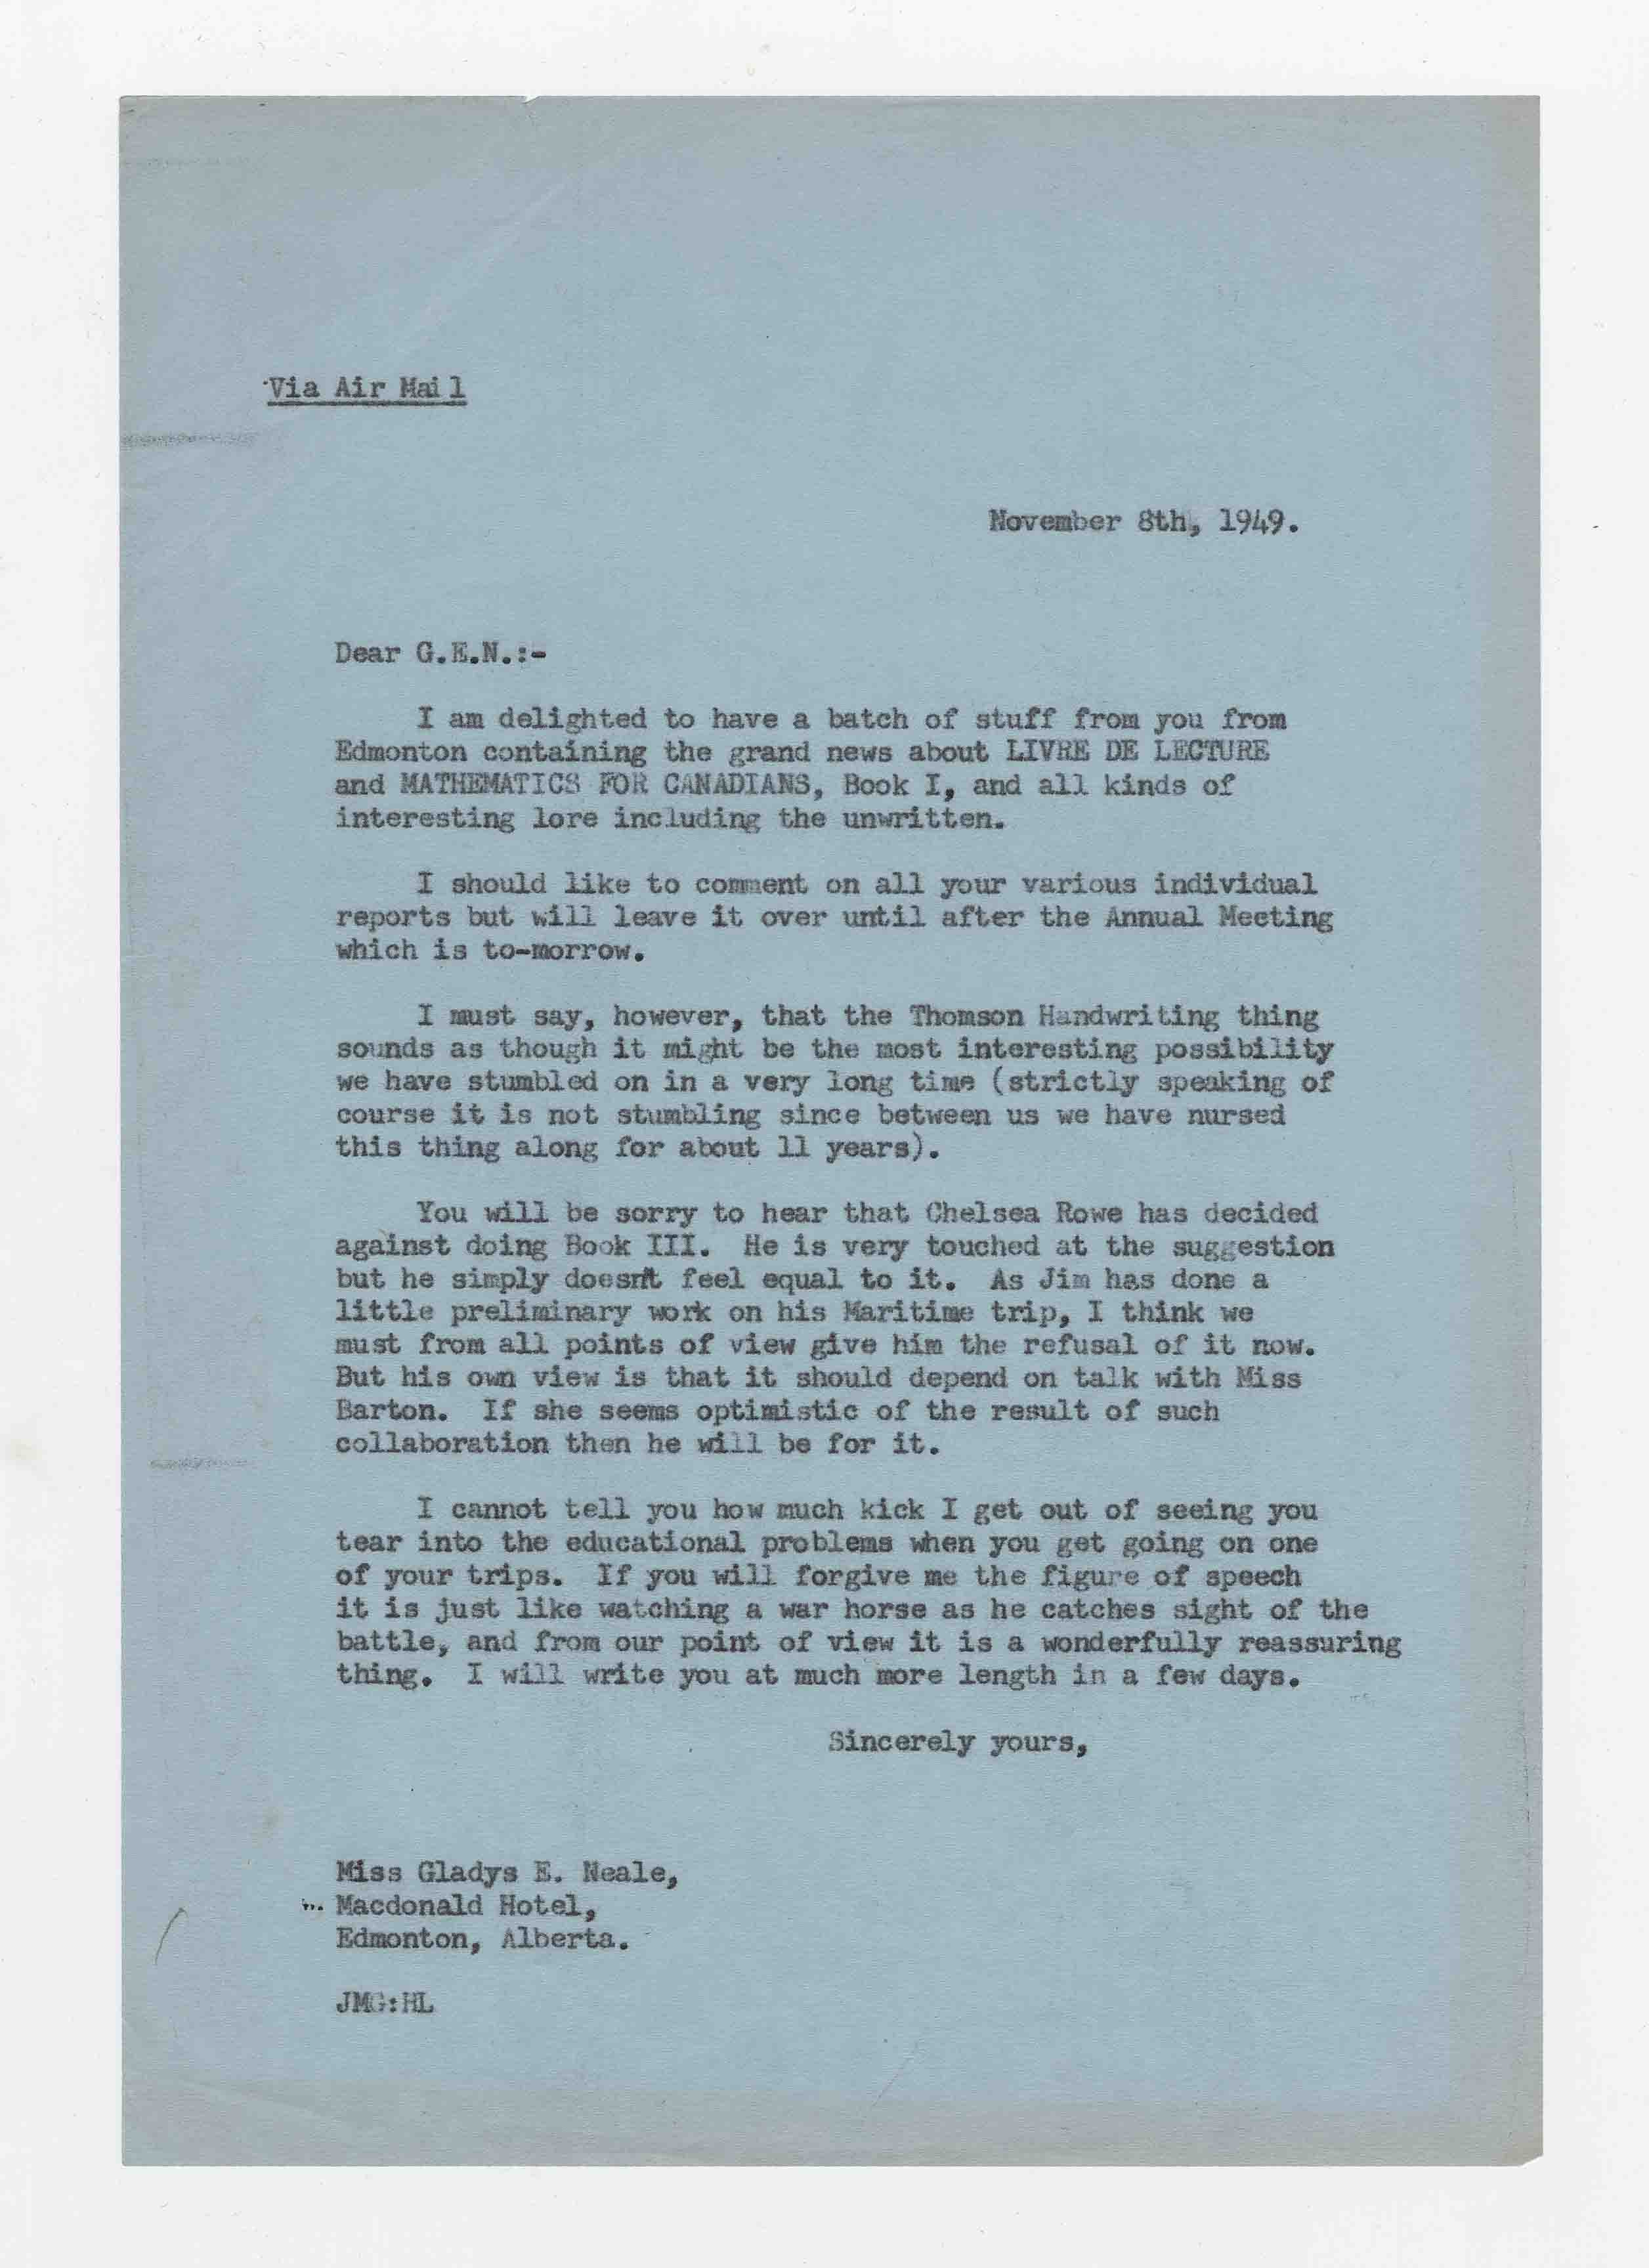 Via Air Mail
November 8th, 1949.
Dear G.E.N.:-
I am delighted to have a batch of stuff from you from
Edmonton containing the grand news about LIVRE DE LECTURE
and MATHEMATICS FOR CANADIANS, Book I, and all kinds of
interesting lore including the unwritten.
I should like to comment on all your various individual
reports but will leave it over until after the Annual Meeting
which is to-morrow.
I must say, however, that the Thomson Handwriting thing
sounds as though it might be the most interesting possibility
we have stumbled on in a very long time (strictly speaking of
course it is not stumbling since between us we have nursed
this thing along for about 11 years).
You will be sorry to hear that Chelsea Rowe has decided
against doing Book III. He is very touched at the suggestion
but he simply doesn't feel equal to it. As Jim has done a
little preliminary work on his Maritime trip, I think we
must from all points of view give him the refusal of it now.
But his own view is that it should depend on talk with Miss
Barton. If she seems optimistic of the result of such
collaboration then he will be for it.
I cannot tell you how much kick I get out of seeing you
tear into the educational problems when you get going on one
of your trips. If you will forgive me the figure of speech
it is just like watching a war horse as he catches sight of the
battle, and from our point of view it is a wonderfully reassuring
thing. I will write you at much more length in a few days.
Sincerely yours,
Miss Gladys E. Neale,
Macdonald Hotel,
Edmonton, Alberta.
JMG:HL